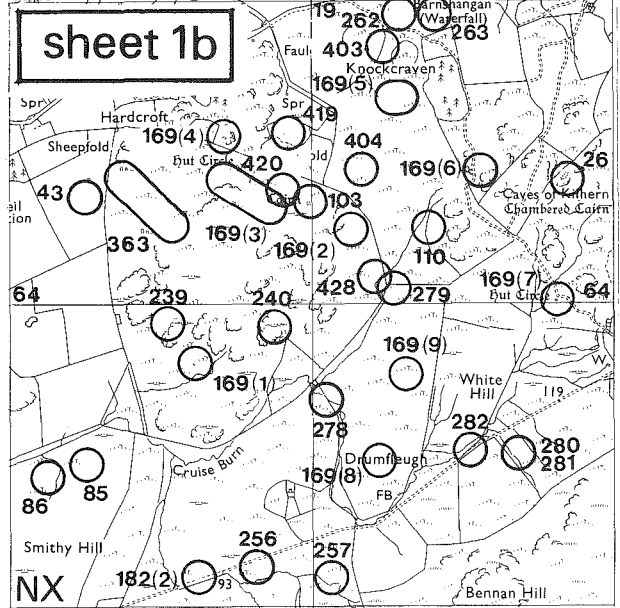 sheet 1b
19
262
Barnshangan
(Waterfall)
263
403
Knockcraven
169(5)
Spr
Hardcroft
Spr
419
169(4)
Sheepfold
Hut Circle
420
404
169(6)
26
43
Caves of Kilhern
Chambered Cairn
103
363
169(3)
169(2)
110
428
279
169(7)
64
Hut Circle
64
239
240
169(9)
169(1)
White
Hill
W
119
278
282
280
281
Cruise Burn
Drumfleugh
169(8)
86
85
FB
Smithy Hill
256
257
182(2)
93
NX
Bennan Hill